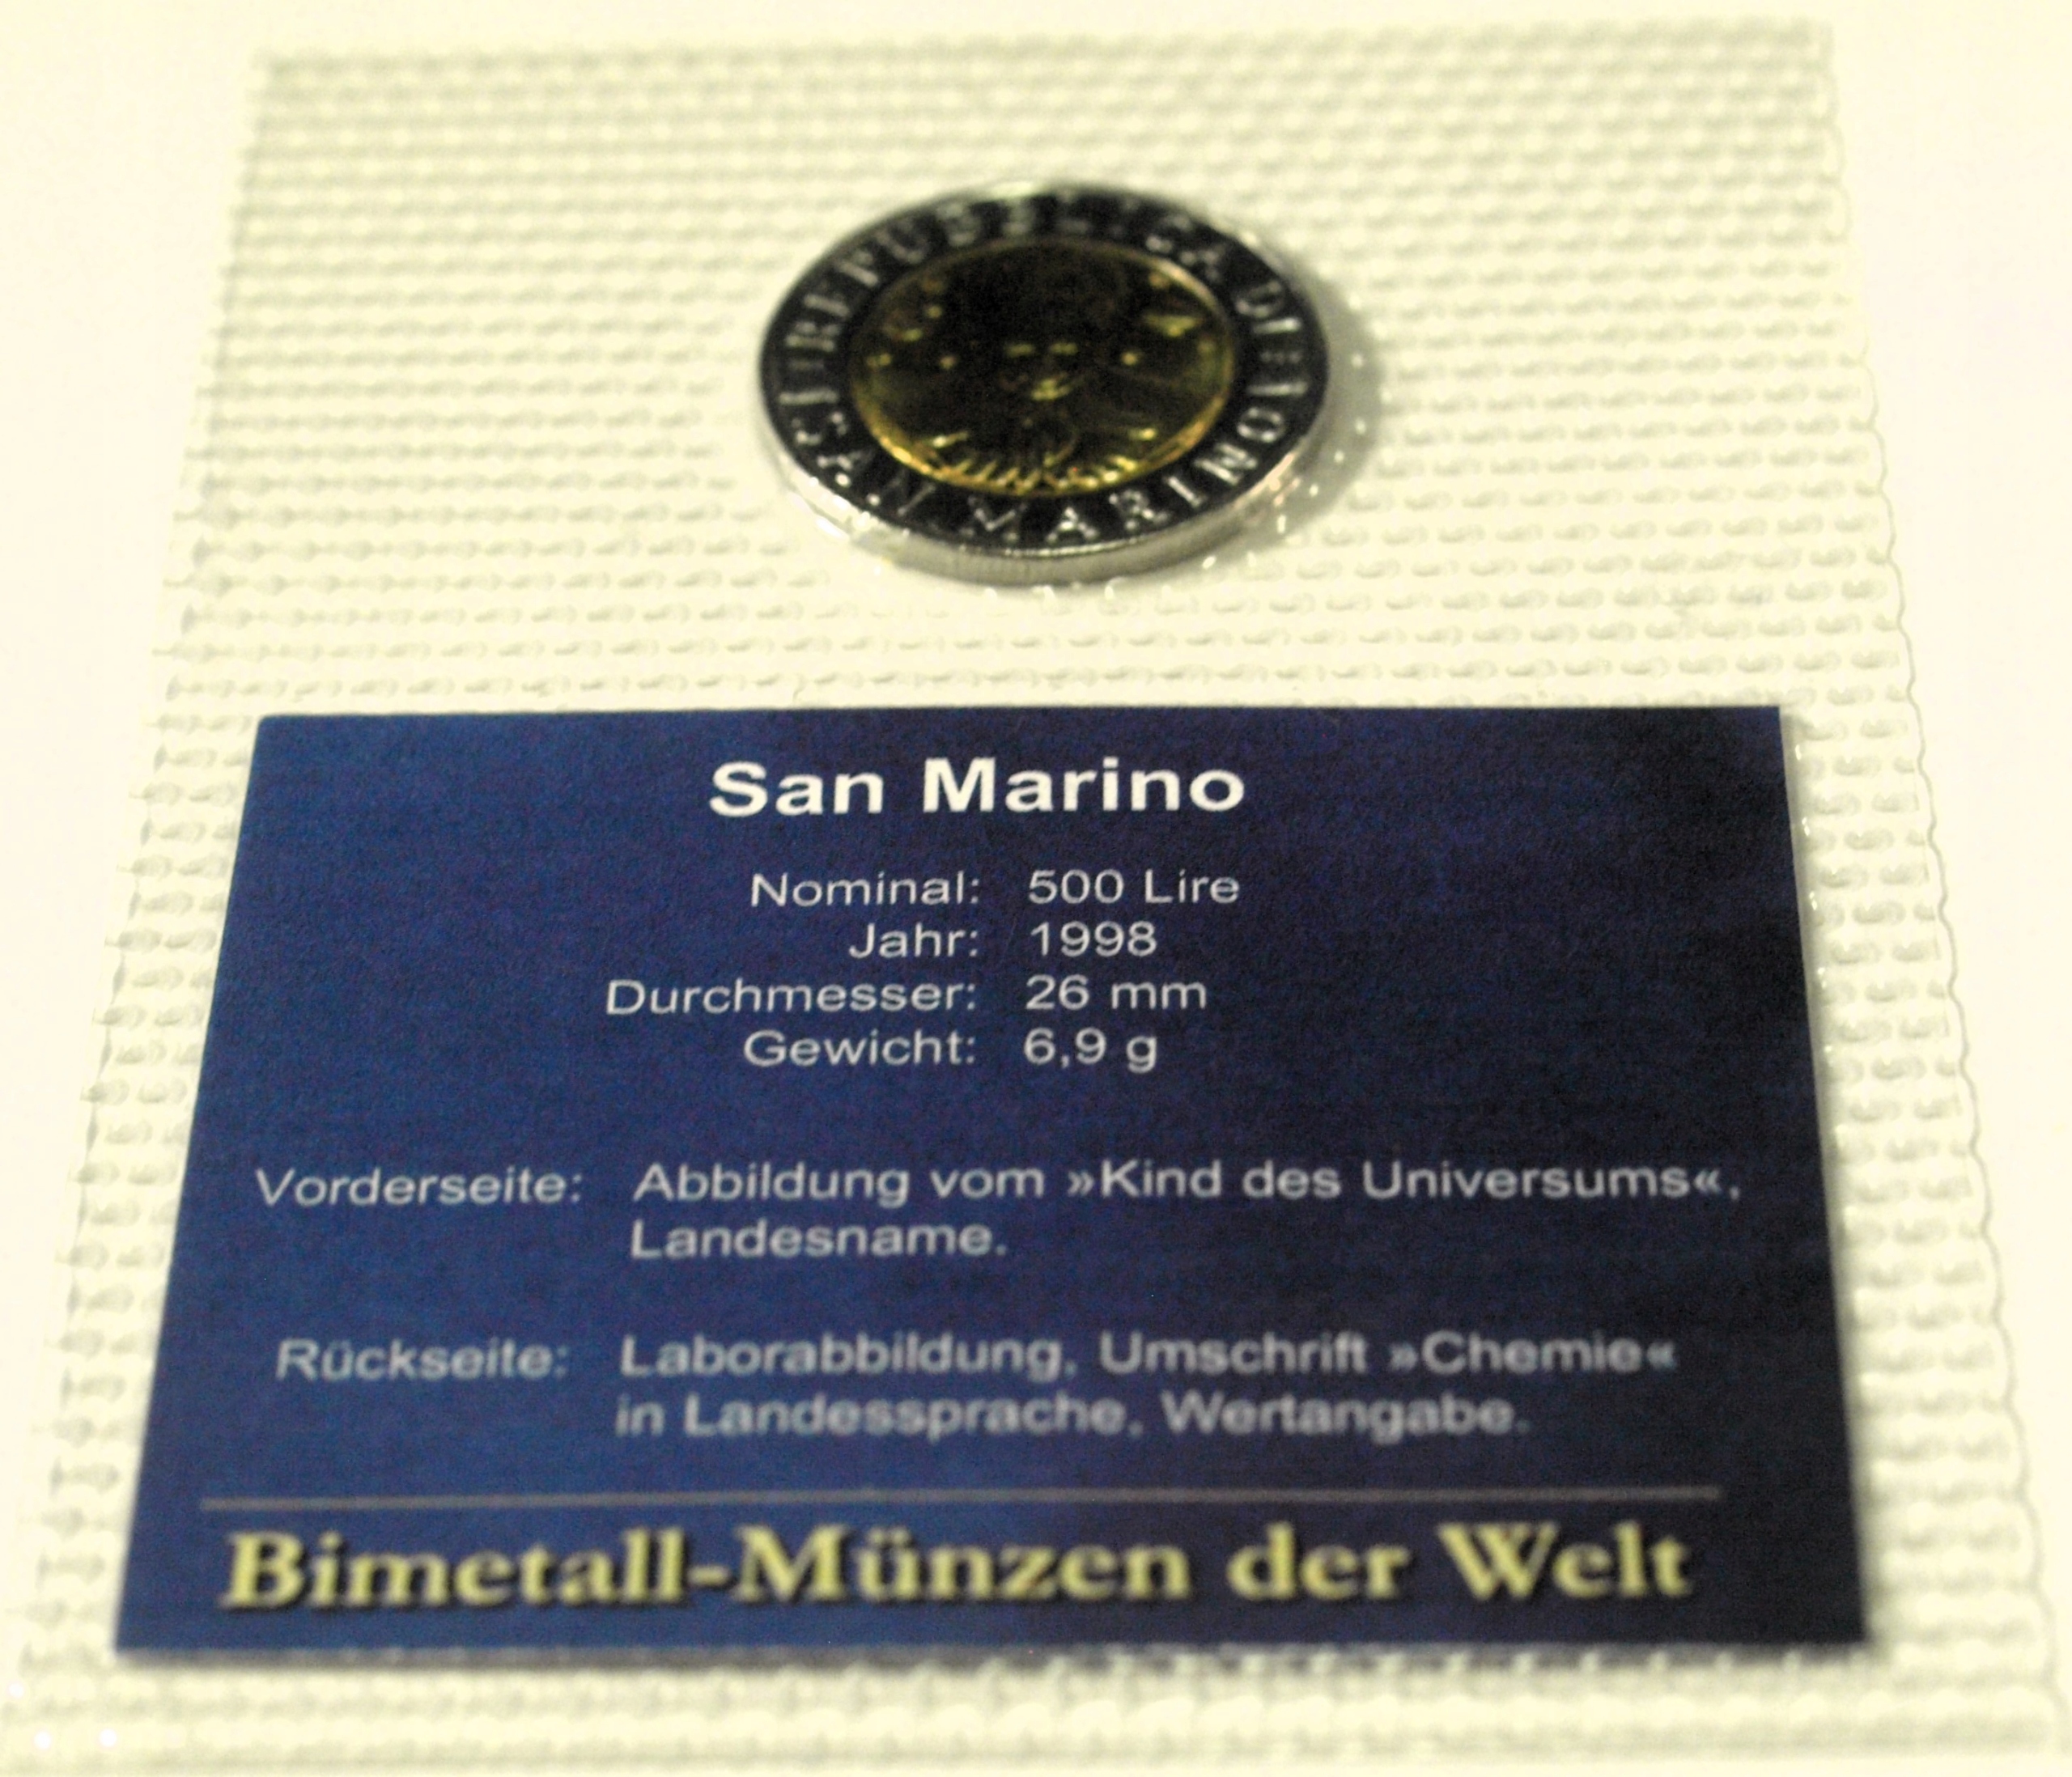 REPUBBLICA DI
SAN MARINO
San Marino
Nominal: 500 Lire
Jahr: 1998
Durchmesser: 26 mm
Gewicht: 6,9 g
Vorderseite: Abbildung vom »Kind des Universums«,
Landesname.
Rückseite: Laborabbildung, Umschrift »Chemie«
in Landessprache, Wertangabe.
Bimetall-Münzen der Welt